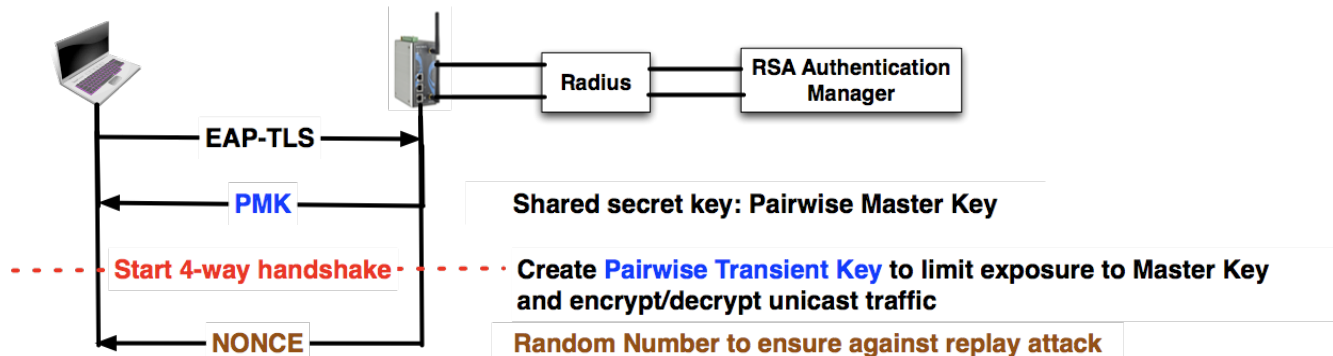 Radius
RSA Authentication
Manager
EAP-TLS
PMK
Shared secret key: Pairwise Master Key
Start 4-way handshake
Create Pairwise Transient Key to limit exposure to Master Key
and encrypt/decrypt unicast traffic
NONCE
Random Number to ensure against replay attack